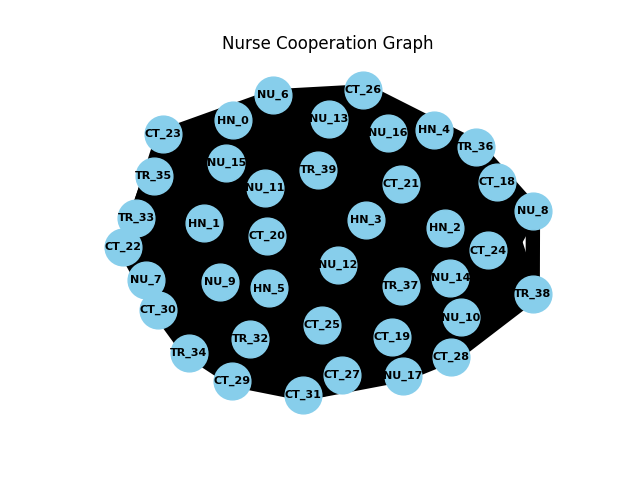 Nurse Cooperation Graph
CT_26
NU_6
NU_13
HN_0
HN_4
NU_16
CT_23
TR_36
NU_15
TR_39
TR_35
CT_18
CT_21
NU_11
NU_8
TR_33
HN_3
HN_1
HN_2
CT_20
CT_22
CT_24
NU_12
NU_14
NU_7
NU_9
TR_37
HN_5
TR_38
CT_30
NU_10
CT_25
CT_19
TR_32
TR_34
CT_28
CT_27
NU_17
CT_29
CT_31